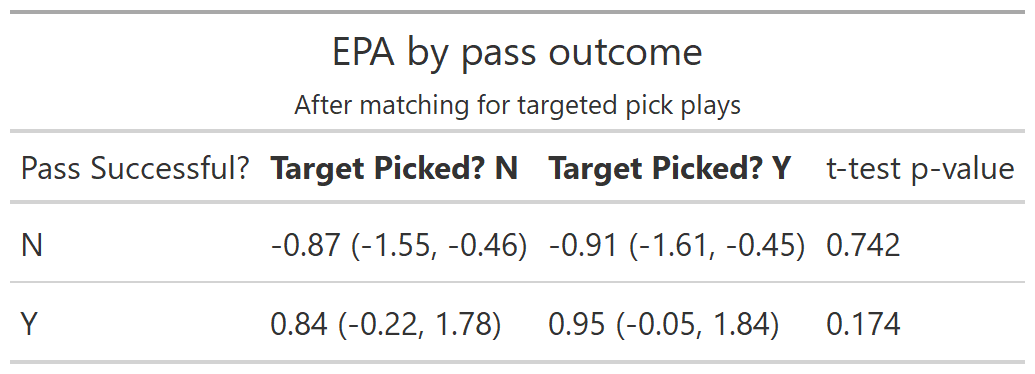 EPA by pass outcome
After matching for targeted pick plays
Pass Successful? Target Picked? N Target Picked? Y t-test p-value
N -0.87 (-1.55, -0.46) -0.91 (-1.61, -0.45) 0.742
Y 0.84 (-0.22, 1.78) 0.95 (-0.05, 1.84) 0.174